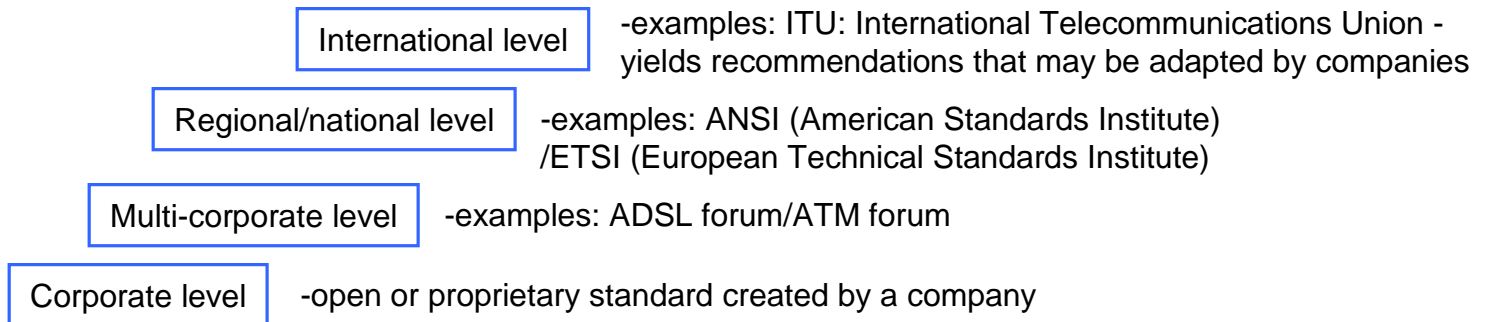 International level
-examples: ITU: International Telecommunications Union -
yields recommendations that may be adapted by companies
Regional/national level
-examples: ANSI (American Standards Institute)
/ETSI (European Technical Standards Institute)
Multi-corporate level
-examples: ADSL forum/ATM forum
Corporate level
-open or proprietary standard created by a company